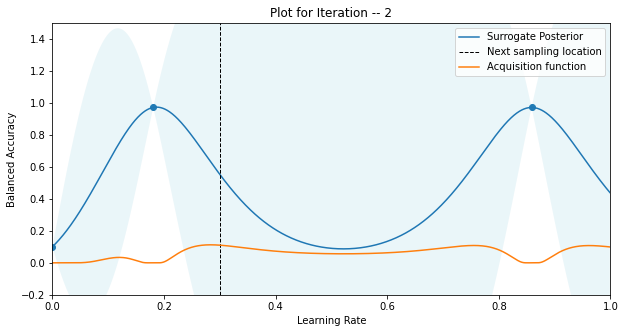 Plot for Iteration -- 2
Surrogate Posterior
Next sampling location
Acquisition function
Balanced Accuracy
1.4
1.2
1.0
0.8
0.6
0.4
0.2
0.0
−0.2
0.0 0.2 0.4 0.6 0.8 1.0
Learning Rate